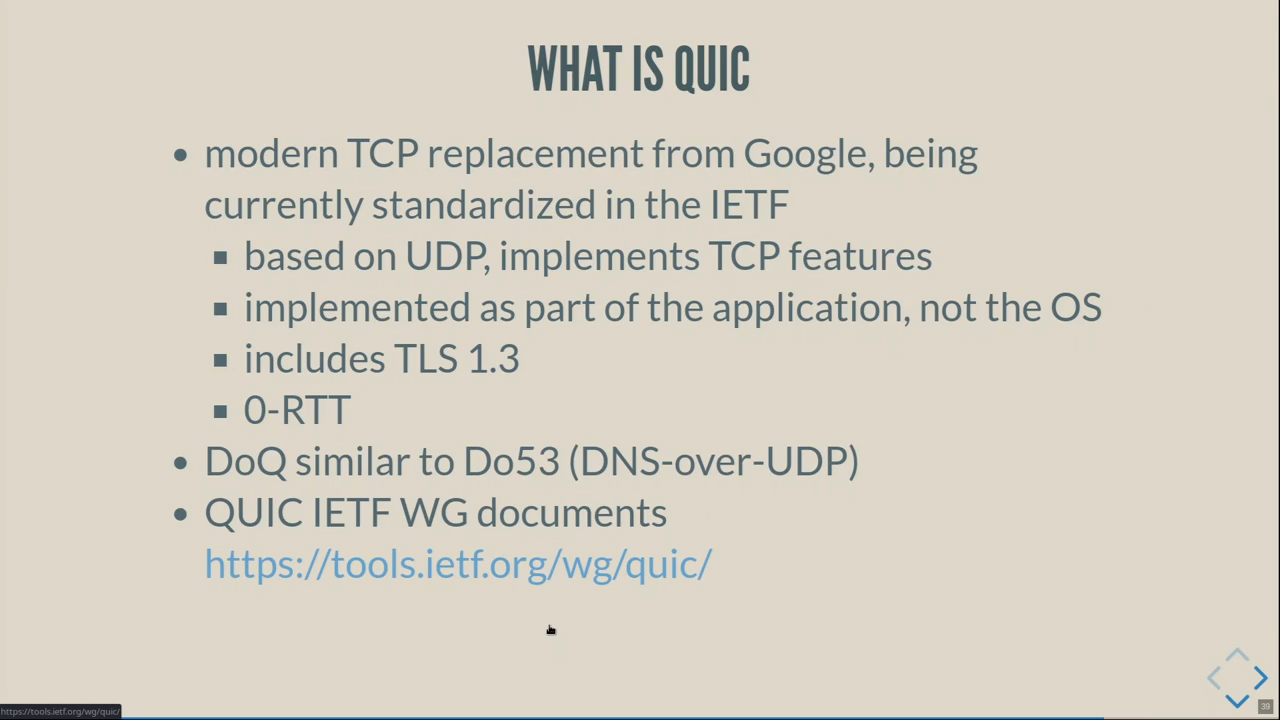 WHAT IS QUIC
modern TCP replacement from Google, being
currently standardized in the IETF
based on UDP, implements TCP features
implemented as part of the application, not the OS
includes TLS 1.3
0-RTT
DoQ similar to Do53 (DNS-over-UDP)
QUIC IETF WG documents
https://tools.ietf.org/wg/quic/
39
https://tools.ietf.org/wg/quic/